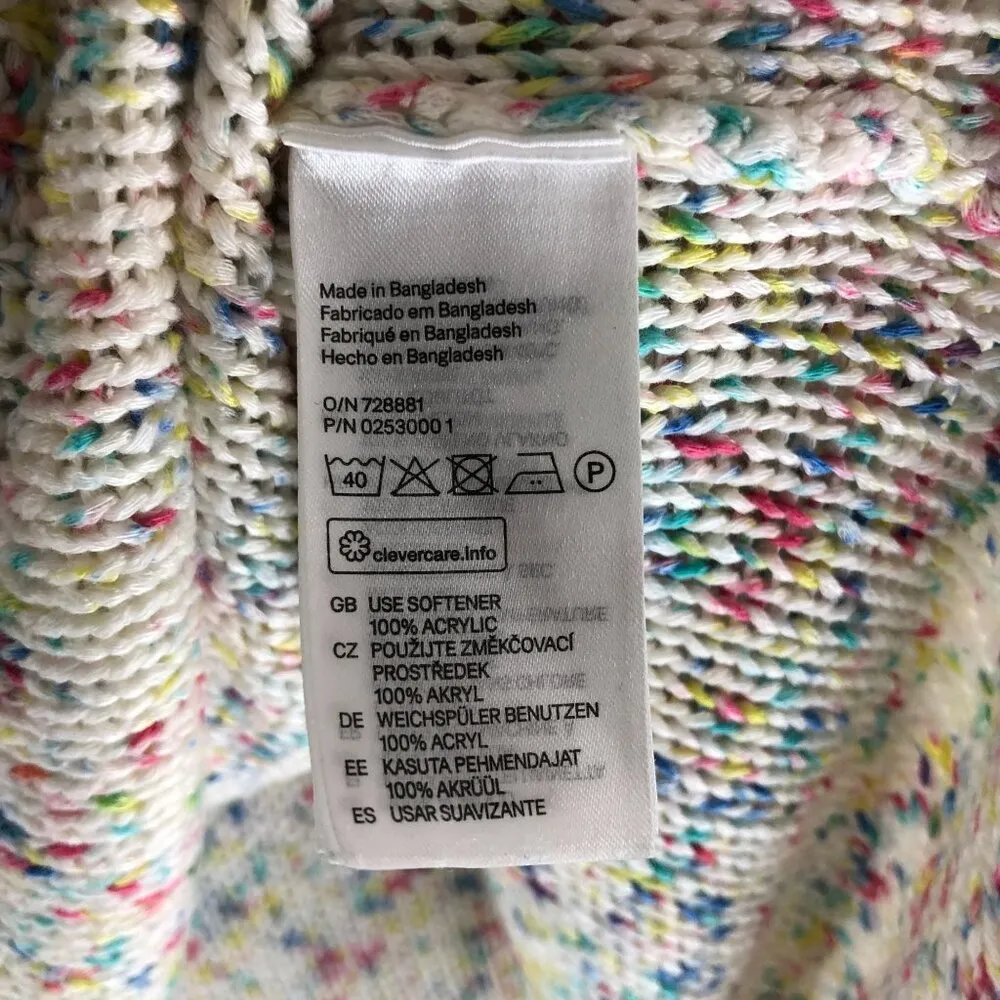 Made in Bangladesh
Fabricado em Bangladesh
Fabriqué en Bangladesh
Hecho en Bangladesh
O/N 728881
P/N 02530001
40 P
clevercare.info
GB USE SOFTENER
100% ACRYLIC
CZ POUŽIJTE ZMĚKČOVACÍ
PROSTŘEDEK
100% AKRYL
DE WEICHSPÜLER BENUTZEN
100% ACRYL
EE KASUTA PEHMENDAJAT
100% AKRÜÜL
ES USAR SUAVIZANTE